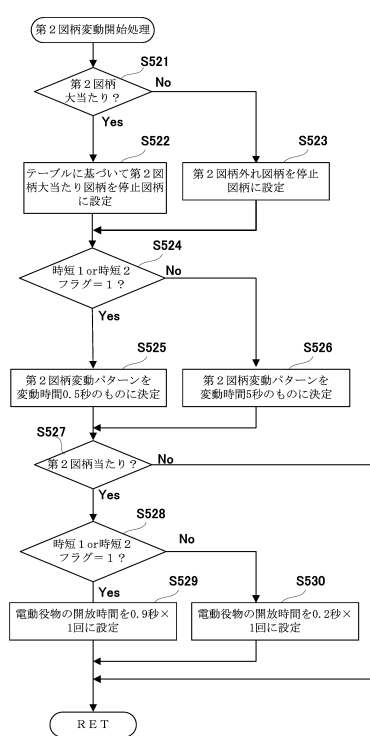 第２図柄変動開始処理
S521
第２図柄
大当たり？
No
Yes
S522
テーブルに基づいて第２図
柄大当たり図柄を停止図柄
に設定
S523
第２図柄外れ図柄を停止
図柄に設定
S524
時短１or時短２
フラグ＝１？
No
Yes
S525
第２図柄変動パターンを
変動時間0.5秒のものに決定
S526
第２図柄変動パターンを
変動時間5秒のものに決定
S527
第２図柄当たり？
No
Yes
S528
時短１or時短２
フラグ＝１？
No
Yes
S529
電動役物の開放時間を0.9秒×
1回に設定
S530
電動役物の開放時間を0.2秒×
1回に設定
ＲＥＴ